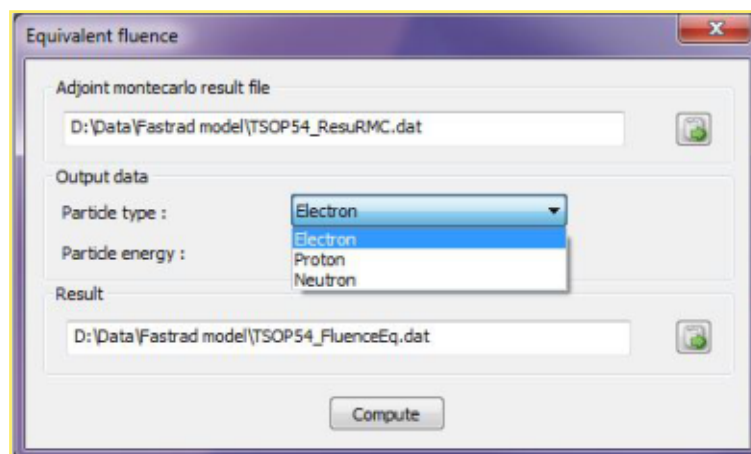 Equivalent fluence
Adjoint montecarlo result file
D:\Data\Fastrad model\TSOP54_ResuRMC.dat
Output data
Particle type :
Electron
Electron
Particle energy :
Proton
Neutron
Result
D:\Data\Fastrad model\TSOP54_FluenceEq.dat
Compute